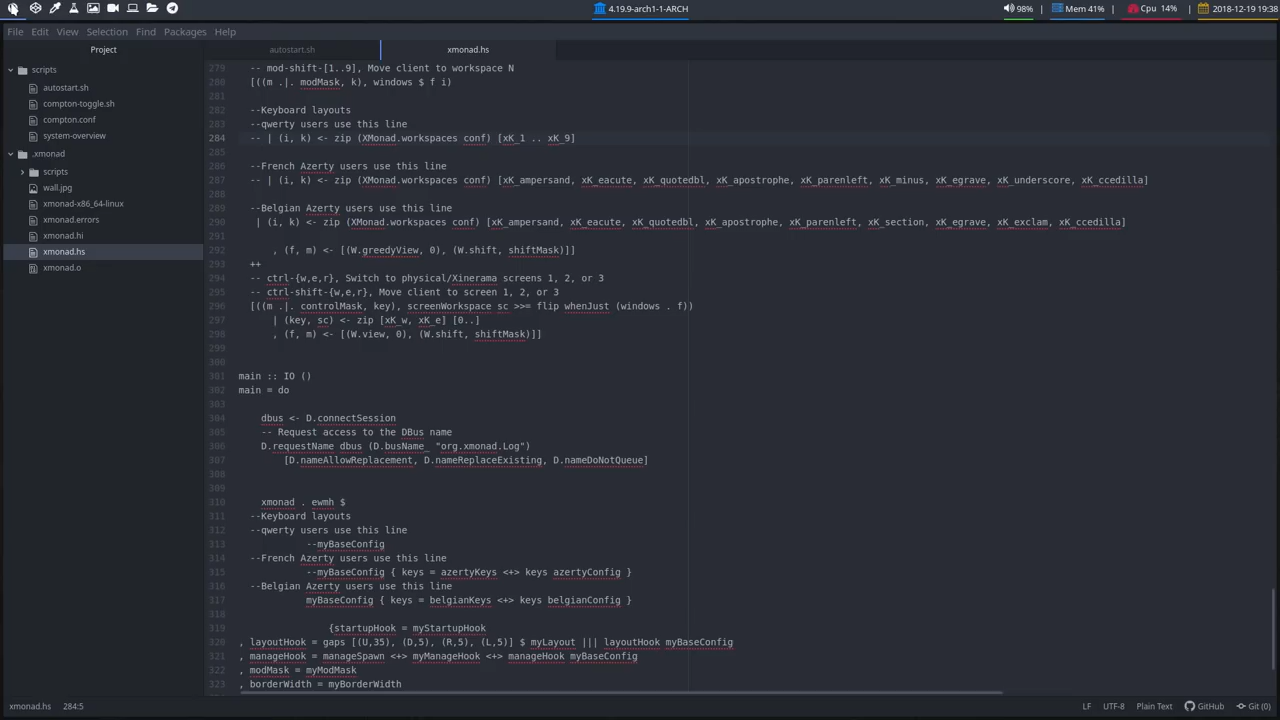 4.19.9-arch1-1-ARCH
98% | Mem 41% | Cpu 14% | 2018-12-19 19:38
File Edit View Selection Find Packages Help
Project
autostart.sh
xmonad.hs
scripts
autostart.sh
compton-toggle.sh
compton.conf
system-overview
.xmonad
scripts
wall.jpg
xmonad-x86_64-linux
xmonad.errors
xmonad.hi
xmonad.hs
xmonad.o
279 -- mod-shift-[1..9], Move client to workspace N
280 [((m .|. modMask, k), windows $ f i)
281
282 --Keyboard layouts
283 --qwerty users use this line
284 -- | (i, k) <- zip (XMonad.workspaces conf) [xK_1 .. xK_9]
285
286 --French Azerty users use this line
287 -- | (i, k) <- zip (XMonad.workspaces conf) [xK_ampersand, xK_eacute, xK_quotedbl, xK_apostrophe, xK_parenleft, xK_minus, xK_egrave, xK_underscore, xK_ccedilla]
288
289 --Belgian Azerty users use this line
290 | (i, k) <- zip (XMonad.workspaces conf) [xK_ampersand, xK_eacute, xK_quotedbl, xK_apostrophe, xK_parenleft, xK_section, xK_egrave, xK_exclam, xK_ccedilla]
291
292 , (f, m) <- [(W.greedyView, 0), (W.shift, shiftMask)]]
293 ++
294 -- ctrl-{w,e,r}, Switch to physical/Xinerama screens 1, 2, or 3
295 -- ctrl-shift-{w,e,r}, Move client to screen 1, 2, or 3
296 [((m .|. controlMask, key), screenWorkspace sc >>= flip whenJust (windows . f))
297 | (key, sc) <- zip [xK_w, xK_e] [0..]
298 , (f, m) <- [(W.view, 0), (W.shift, shiftMask)]]
299
300
301 main :: IO ()
302 main = do
303
304 dbus <- D.connectSession
305 -- Request access to the DBus name
306 D.requestName dbus (D.busName_ "org.xmonad.Log")
307 [D.nameAllowReplacement, D.nameReplaceExisting, D.nameDoNotQueue]
308
309
310 xmonad . ewmh $
311 --Keyboard layouts
312 --qwerty users use this line
313 --myBaseConfig
314 --French Azerty users use this line
315 --myBaseConfig { keys = azertyKeys <+> keys azertyConfig }
316 --Belgian Azerty users use this line
317 myBaseConfig { keys = belgianKeys <+> keys belgianConfig }
318
319 {startupHook = myStartupHook
320 , layoutHook = gaps [(U,35), (D,5), (R,5), (L,5)] $ myLayout ||| layoutHook myBaseConfig
321 , manageHook = manageSpawn <+> myManageHook <+> manageHook myBaseConfig
322 , modMask = myModMask
323 , borderWidth = myBorderWidth
xmonad.hs 284:5 LF UTF-8 Plain Text GitHub Git (0)